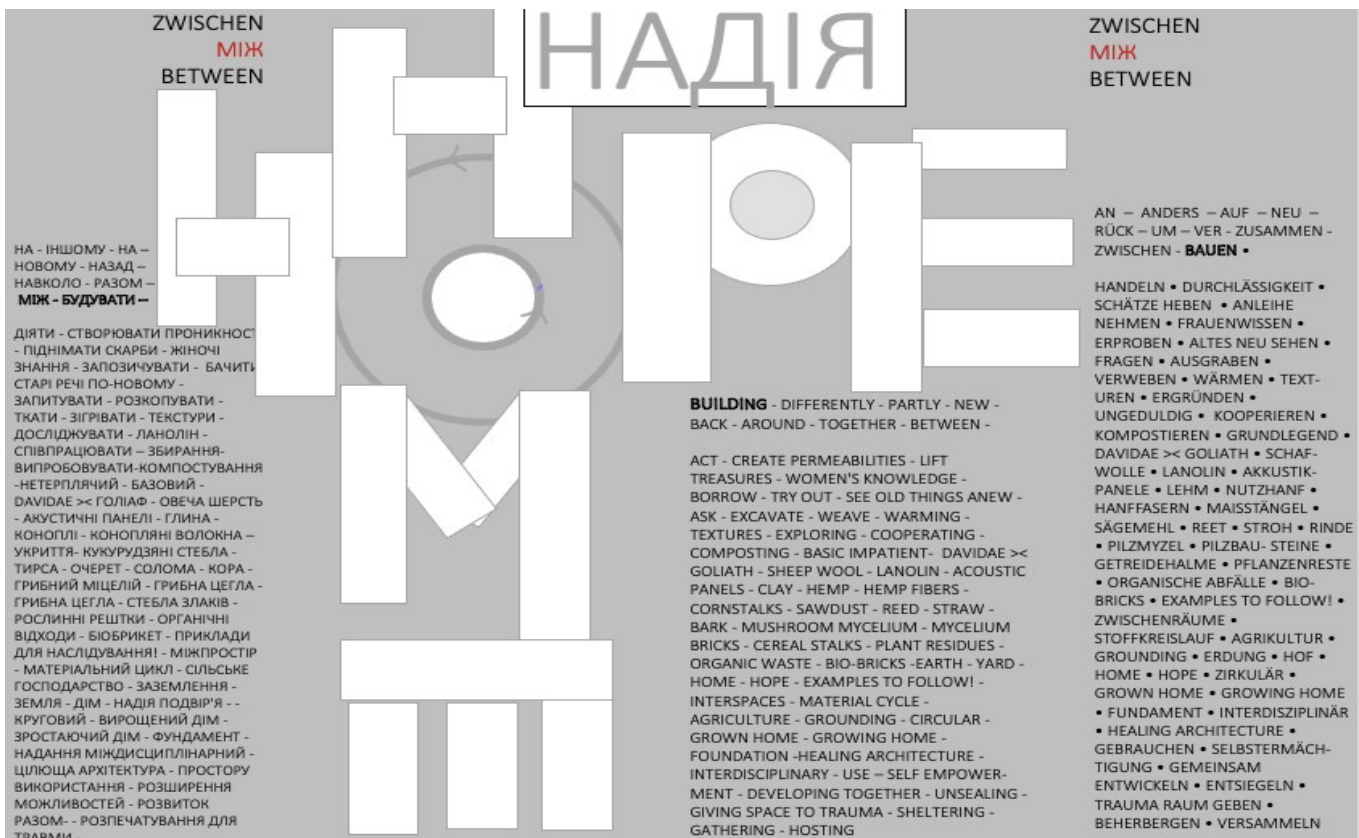 ZWISCHEN
МІЖ
BETWEEN
НАДІЯ
ZWISCHEN
МІЖ
BETWEEN
HOPE
HOME
НА - ІНШОМУ - НА –
НОВОМУ - НАЗАД –
НАВКОЛО - РАЗОМ –
МІЖ - БУДУВАТИ –
ДІЯТИ - СТВОРЮВАТИ ПРОНИКНОСТ
- ПІДНІМАТИ СКАРБИ - ЖІНОЧІ
ЗНАННЯ - ЗАПОЗИЧУВАТИ - БАЧИТИ
СТАРІ РЕЧІ ПО-НОВОМУ -
ЗАПИТУВАТИ - РОЗКОПУВАТИ -
ТКАТИ - ЗІГРІВАТИ - ТЕКСТУРИ -
ДОСЛІДЖУВАТИ - ЛАНОЛІН -
СПІВПРАЦЮВАТИ – ЗБИРАННЯ-
ВИПРОБОВУВАТИ-КОМПОСТУВАННЯ
-НЕТЕРПЛЯЧИЙ - БАЗОВИЙ -
DAVIDAE >< ГОЛІАФ - ОВЕЧА ШЕРСТЬ
- АКУСТИЧНІ ПАНЕЛІ - ГЛИНА -
КОНОПЛІ - КОНОПЛЯНІ ВОЛОКНА –
УКРИТТЯ- КУКУРУДЗЯНІ СТЕБЛА -
ТИРСА - ОЧЕРЕТ - СОЛОМА - КОРА -
ГРИБНИЙ МІЦЕЛІЙ - ГРИБНА ЦЕГЛА -
ГРИБНА ЦЕГЛА - СТЕБЛА ЗЛАКІВ -
РОСЛИННІ РЕШТКИ - ОРГАНІЧНІ
ВІДХОДИ - БІОБРИКЕТ - ПРИКЛАДИ
ДЛЯ НАСЛІДУВАННЯ! - МІЖПРОСТІР
- МАТЕРІАЛЬНИЙ ЦИКЛ - СІЛЬСЬКЕ
ГОСПОДАРСТВО - ЗАЗЕМЛЕННЯ -
ЗЕМЛЯ - ДІМ - НАДІЯ ПОДВІР'Я - -
КРУГОВИЙ - ВИРОЩЕНИЙ ДІМ -
ЗРОСТАЮЧИЙ ДІМ - ФУНДАМЕНТ -
НАДАННЯ МІЖДИСЦИПЛІНАРНИЙ -
ЦІЛЮЩА АРХІТЕКТУРА - ПРОСТОРУ
ВИКОРИСТАННЯ - РОЗШИРЕННЯ
МОЖЛИВОСТЕЙ - РОЗВИТОК
РАЗОМ- - РОЗПЕЧАТУВАННЯ ДЛЯ
ТРАВМИ -
BUILDING - DIFFERENTLY - PARTLY - NEW -
BACK - AROUND - TOGETHER - BETWEEN -
ACT - CREATE PERMEABILITIES - LIFT
TREASURES - WOMEN'S KNOWLEDGE -
BORROW - TRY OUT - SEE OLD THINGS ANEW -
ASK - EXCAVATE - WEAVE - WARMING -
TEXTURES - EXPLORING - COOPERATING -
COMPOSTING - BASIC IMPATIENT- DAVIDAE ><
GOLIATH - SHEEP WOOL - LANOLIN - ACOUSTIC
PANELS - CLAY - HEMP - HEMP FIBERS -
CORNSTALKS - SAWDUST - REED - STRAW -
BARK - MUSHROOM MYCELIUM - MYCELIUM
BRICKS - CEREAL STALKS - PLANT RESIDUES -
ORGANIC WASTE - BIO-BRICKS -EARTH - YARD -
HOME - HOPE - EXAMPLES TO FOLLOW! -
INTERSPACES - MATERIAL CYCLE -
AGRICULTURE - GROUNDING - CIRCULAR -
GROWN HOME - GROWING HOME -
FOUNDATION -HEALING ARCHITECTURE -
INTERDISCIPLINARY - USE – SELF EMPOWER-
MENT - DEVELOPING TOGETHER - UNSEALING -
GIVING SPACE TO TRAUMA - SHELTERING -
GATHERING - HOSTING
AN – ANDERS – AUF – NEU –
RÜCK – UM – VER - ZUSAMMEN -
ZWISCHEN - BAUEN •
HANDELN • DURCHLÄSSIGKEIT •
SCHÄTZE HEBEN • ANLEIHE
NEHMEN • FRAUENWISSEN •
ERPROBEN • ALTES NEU SEHEN •
FRAGEN • AUSGRABEN •
VERWEBEN • WÄRMEN • TEXT-
UREN • ERGRÜNDEN •
UNGEDULDIG • KOOPERIEREN •
KOMPOSTIEREN • GRUNDLEGEND •
DAVIDAE >< GOLIATH • SCHAF-
WOLLE • LANOLIN • AKKUSTIK-
PANELE • LEHM • NUTZHANF •
HANFFASERN • MAISSTÄNGEL •
SÄGEMEHL • REET • STROH • RINDE
• PILZMYZEL • PILZBAU- STEINE •
GETREIDEHALME • PFLANZENRESTE
• ORGANISCHE ABFÄLLE • BIO-
BRICKS • EXAMPLES TO FOLLOW! •
ZWISCHENRÄUME •
STOFFKREISLAUF • AGRIKULTUR •
GROUNDING • ERDUNG • HOF •
HOME • HOPE • ZIRKULÄR •
GROWN HOME • GROWING HOME
• FUNDAMENT • INTERDISZIPLINÄR
• HEALING ARCHITECTURE •
GEBRAUCHEN • SELBSTERMÄCH-
TIGUNG • GEMEINSAM
ENTWICKELN • ENTSIEGELN •
TRAUMA RAUM GEBEN •
BEHERBERGEN • VERSAMMELN